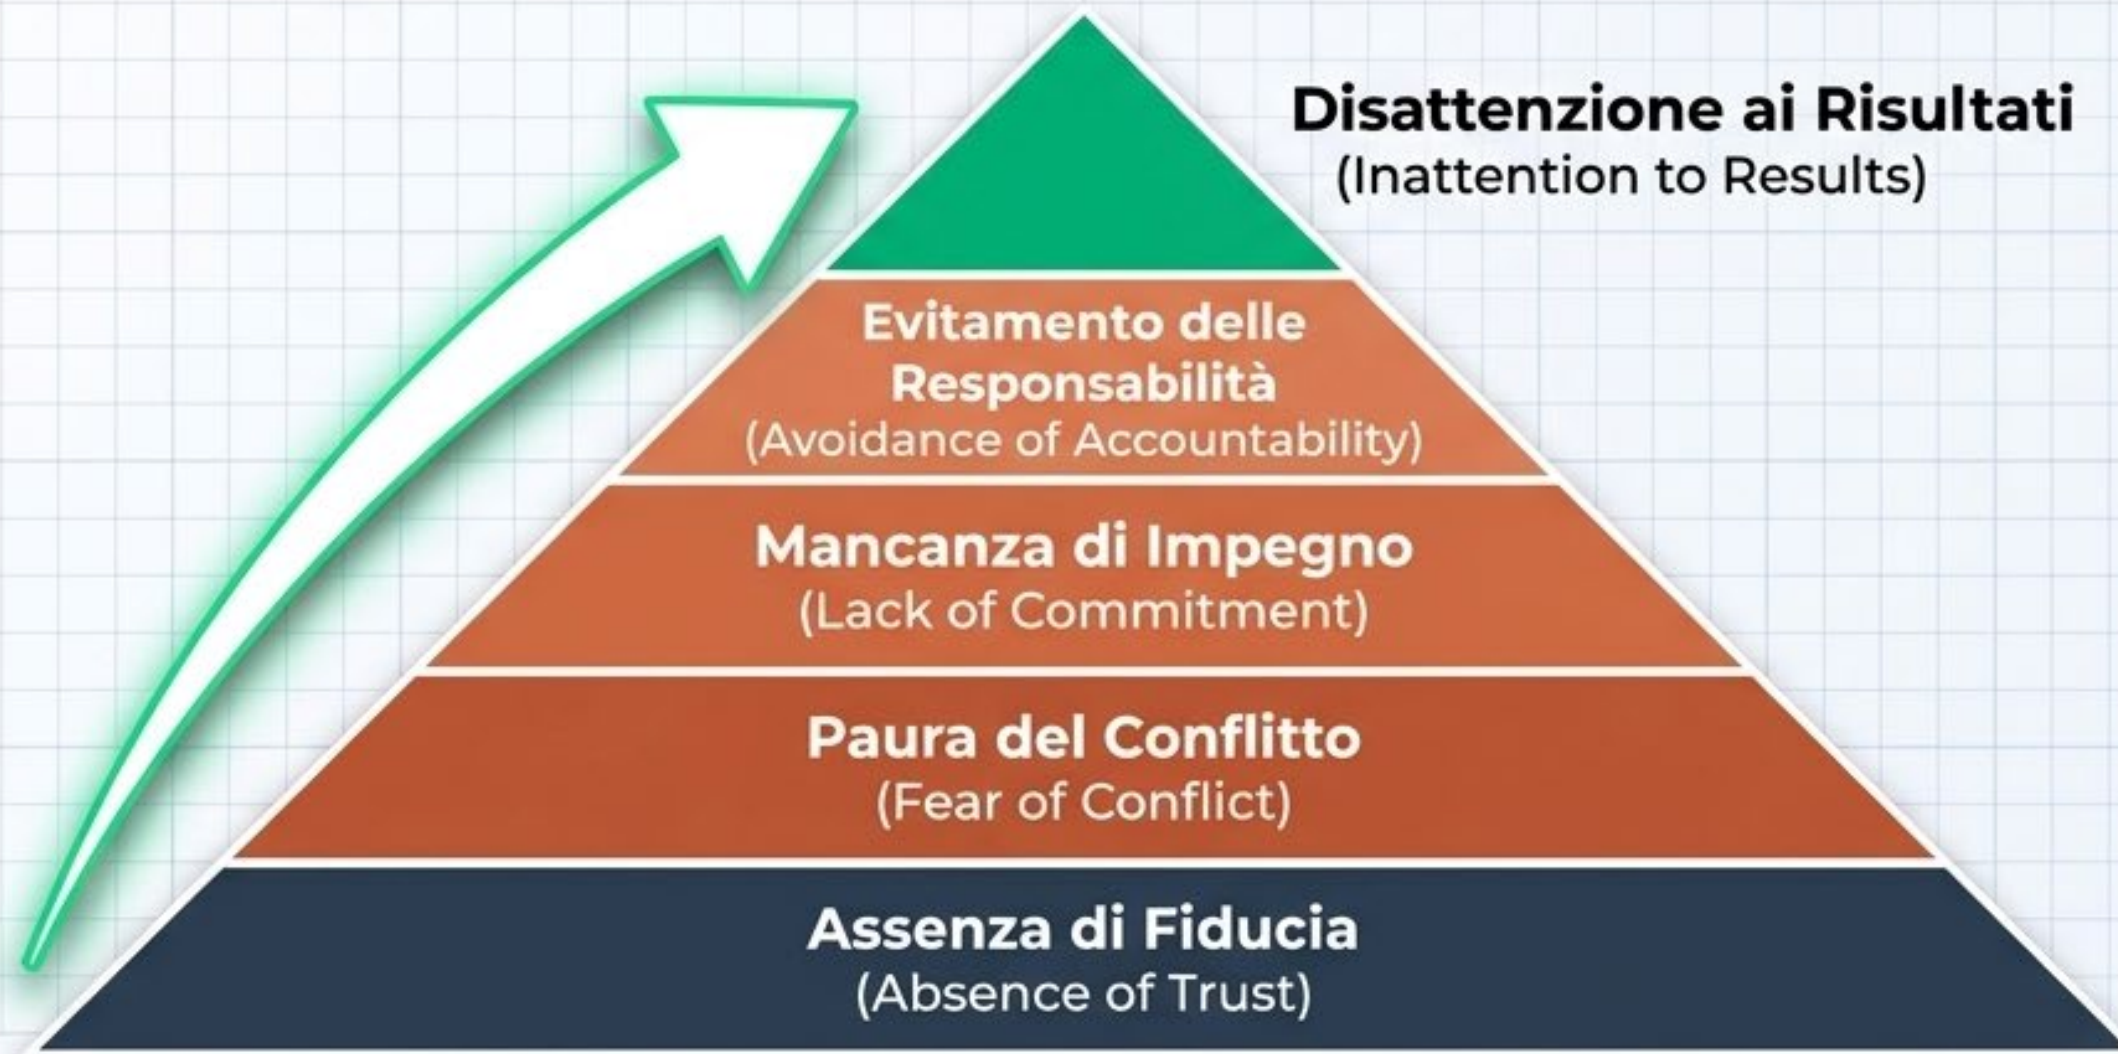 Disattenzione ai Risultati
(Inattention to Results)
Evitamento delle
Responsabilità
(Avoidance of Accountability)
Mancanza di Impegno
(Lack of Commitment)
Paura del Conflitto
(Fear of Conflict)
Assenza di Fiducia
(Absence of Trust)